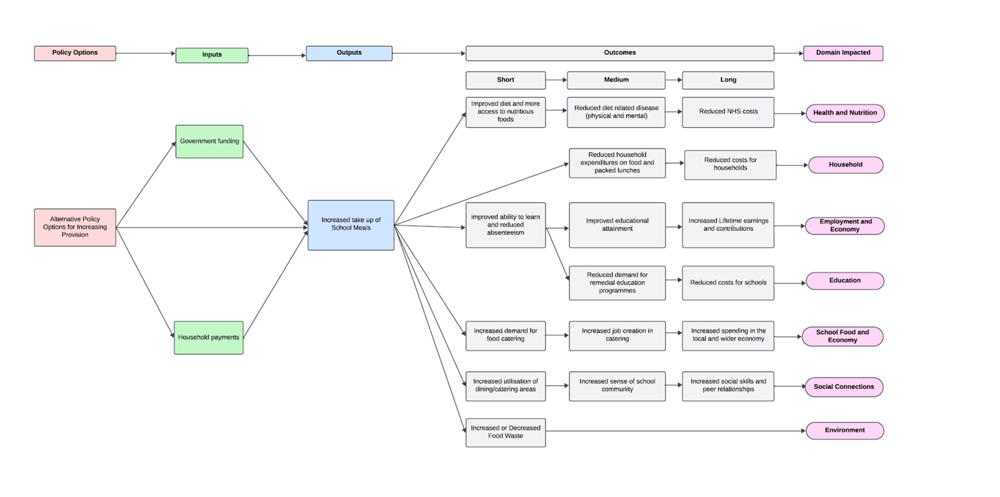 Policy Options
Inputs
Outputs
Outcomes
Domain Impacted
Short
Medium
Long
Improved diet and more
access to nutritious
foods
Reduced diet related disease
(physical and mental)
Reduced NHS costs
Health and Nutrition
Government funding
Reduced household
expenditures on food and
packed lunches
Reduced costs for
households
Household
Alternative Policy
Options for Increasing
Provision
Increased take up of
School Meals
improved ability to learn
and reduced
absenteeism
Improved educational
attainment
Increased Lifetime earnings
and contributions
Employment and
Economy
Reduced demand for
remedial education
programmes
Reduced costs for schools
Education
Household payments
Increased demand for
food catering
Increased job creation in
catering
Increased spending in the
local and wider economy
School Food and
Economy
Increased utilisation of
dining/catering areas
Increased sense of school
community
Increased social skills and
peer relationships
Social Connections
Increased or Decreased
Food Waste
Environment